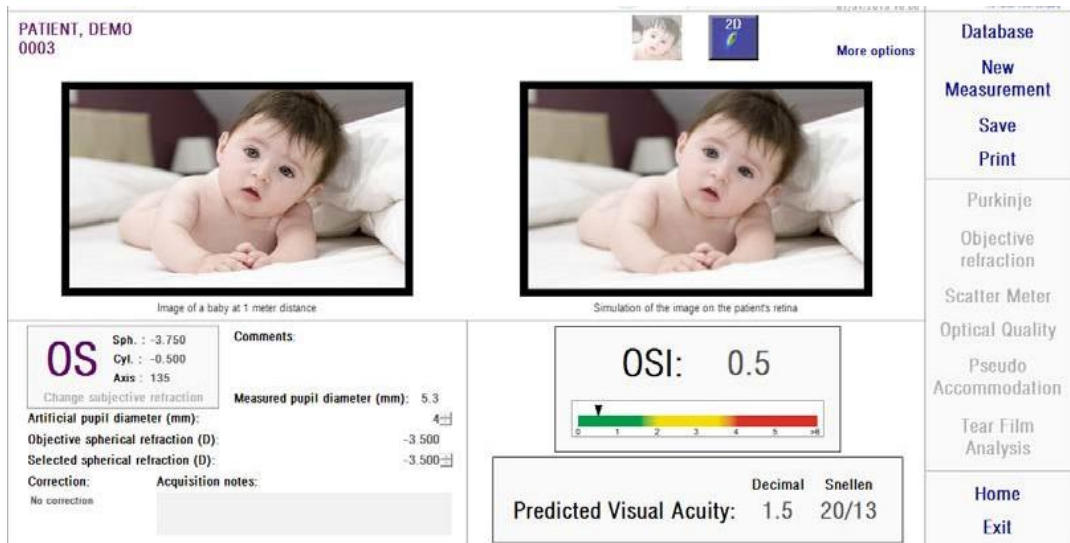 PATIENT, DEMO
0003
2D
More options
Image of a baby at 1 meter distance
Simulation of the image on the patient's retina
OS
Sph. : -3.750
Cyl. : -0.500
Axis : 135
Change subjective refraction
Comments:
Measured pupil diameter (mm): 5.3
Artificial pupil diameter (mm): 4
Objective spherical refraction (D): -3.500
Selected spherical refraction (D): -3.500
Correction: Acquisition notes:
No correction
OSI: 0.5
0 1 2 3 4 5 >6
Decimal Snellen
Predicted Visual Acuity: 1.5 20/13
Database
New
Measurement
Save
Print
Purkinje
Objective
refraction
Scatter Meter
Optical Quality
Pseudo
Accommodation
Tear Film
Analysis
Home
Exit